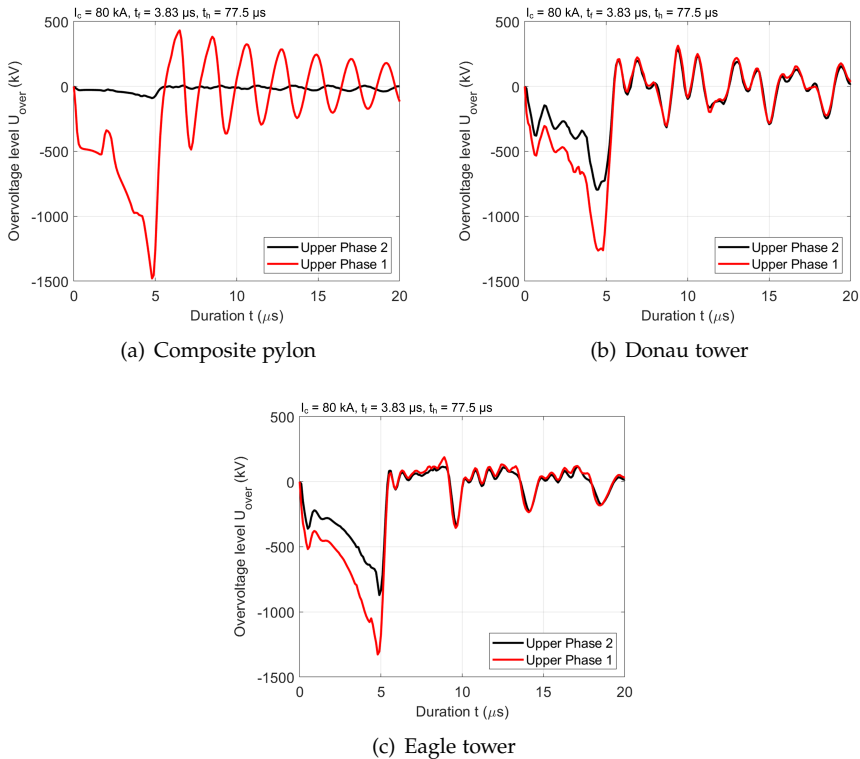 I_c = 80 kA, t_f = 3.83 µs, t_h = 77.5 µs
500
0
-500
-1000
-1500
Overvoltage level U_over (kV)
Upper Phase 2
Upper Phase 1
0 5 10 15 20
Duration t (μs)
(a) Composite pylon
I_c = 80 kA, t_f = 3.83 µs, t_h = 77.5 µs
500
0
-500
-1000
-1500
Overvoltage level U_over (kV)
Upper Phase 2
Upper Phase 1
0 5 10 15 20
Duration t (μs)
(b) Donau tower
I_c = 80 kA, t_f = 3.83 µs, t_h = 77.5 µs
500
0
-500
-1000
-1500
Overvoltage level U_over (kV)
Upper Phase 2
Upper Phase 1
0 5 10 15 20
Duration t (μs)
(c) Eagle tower